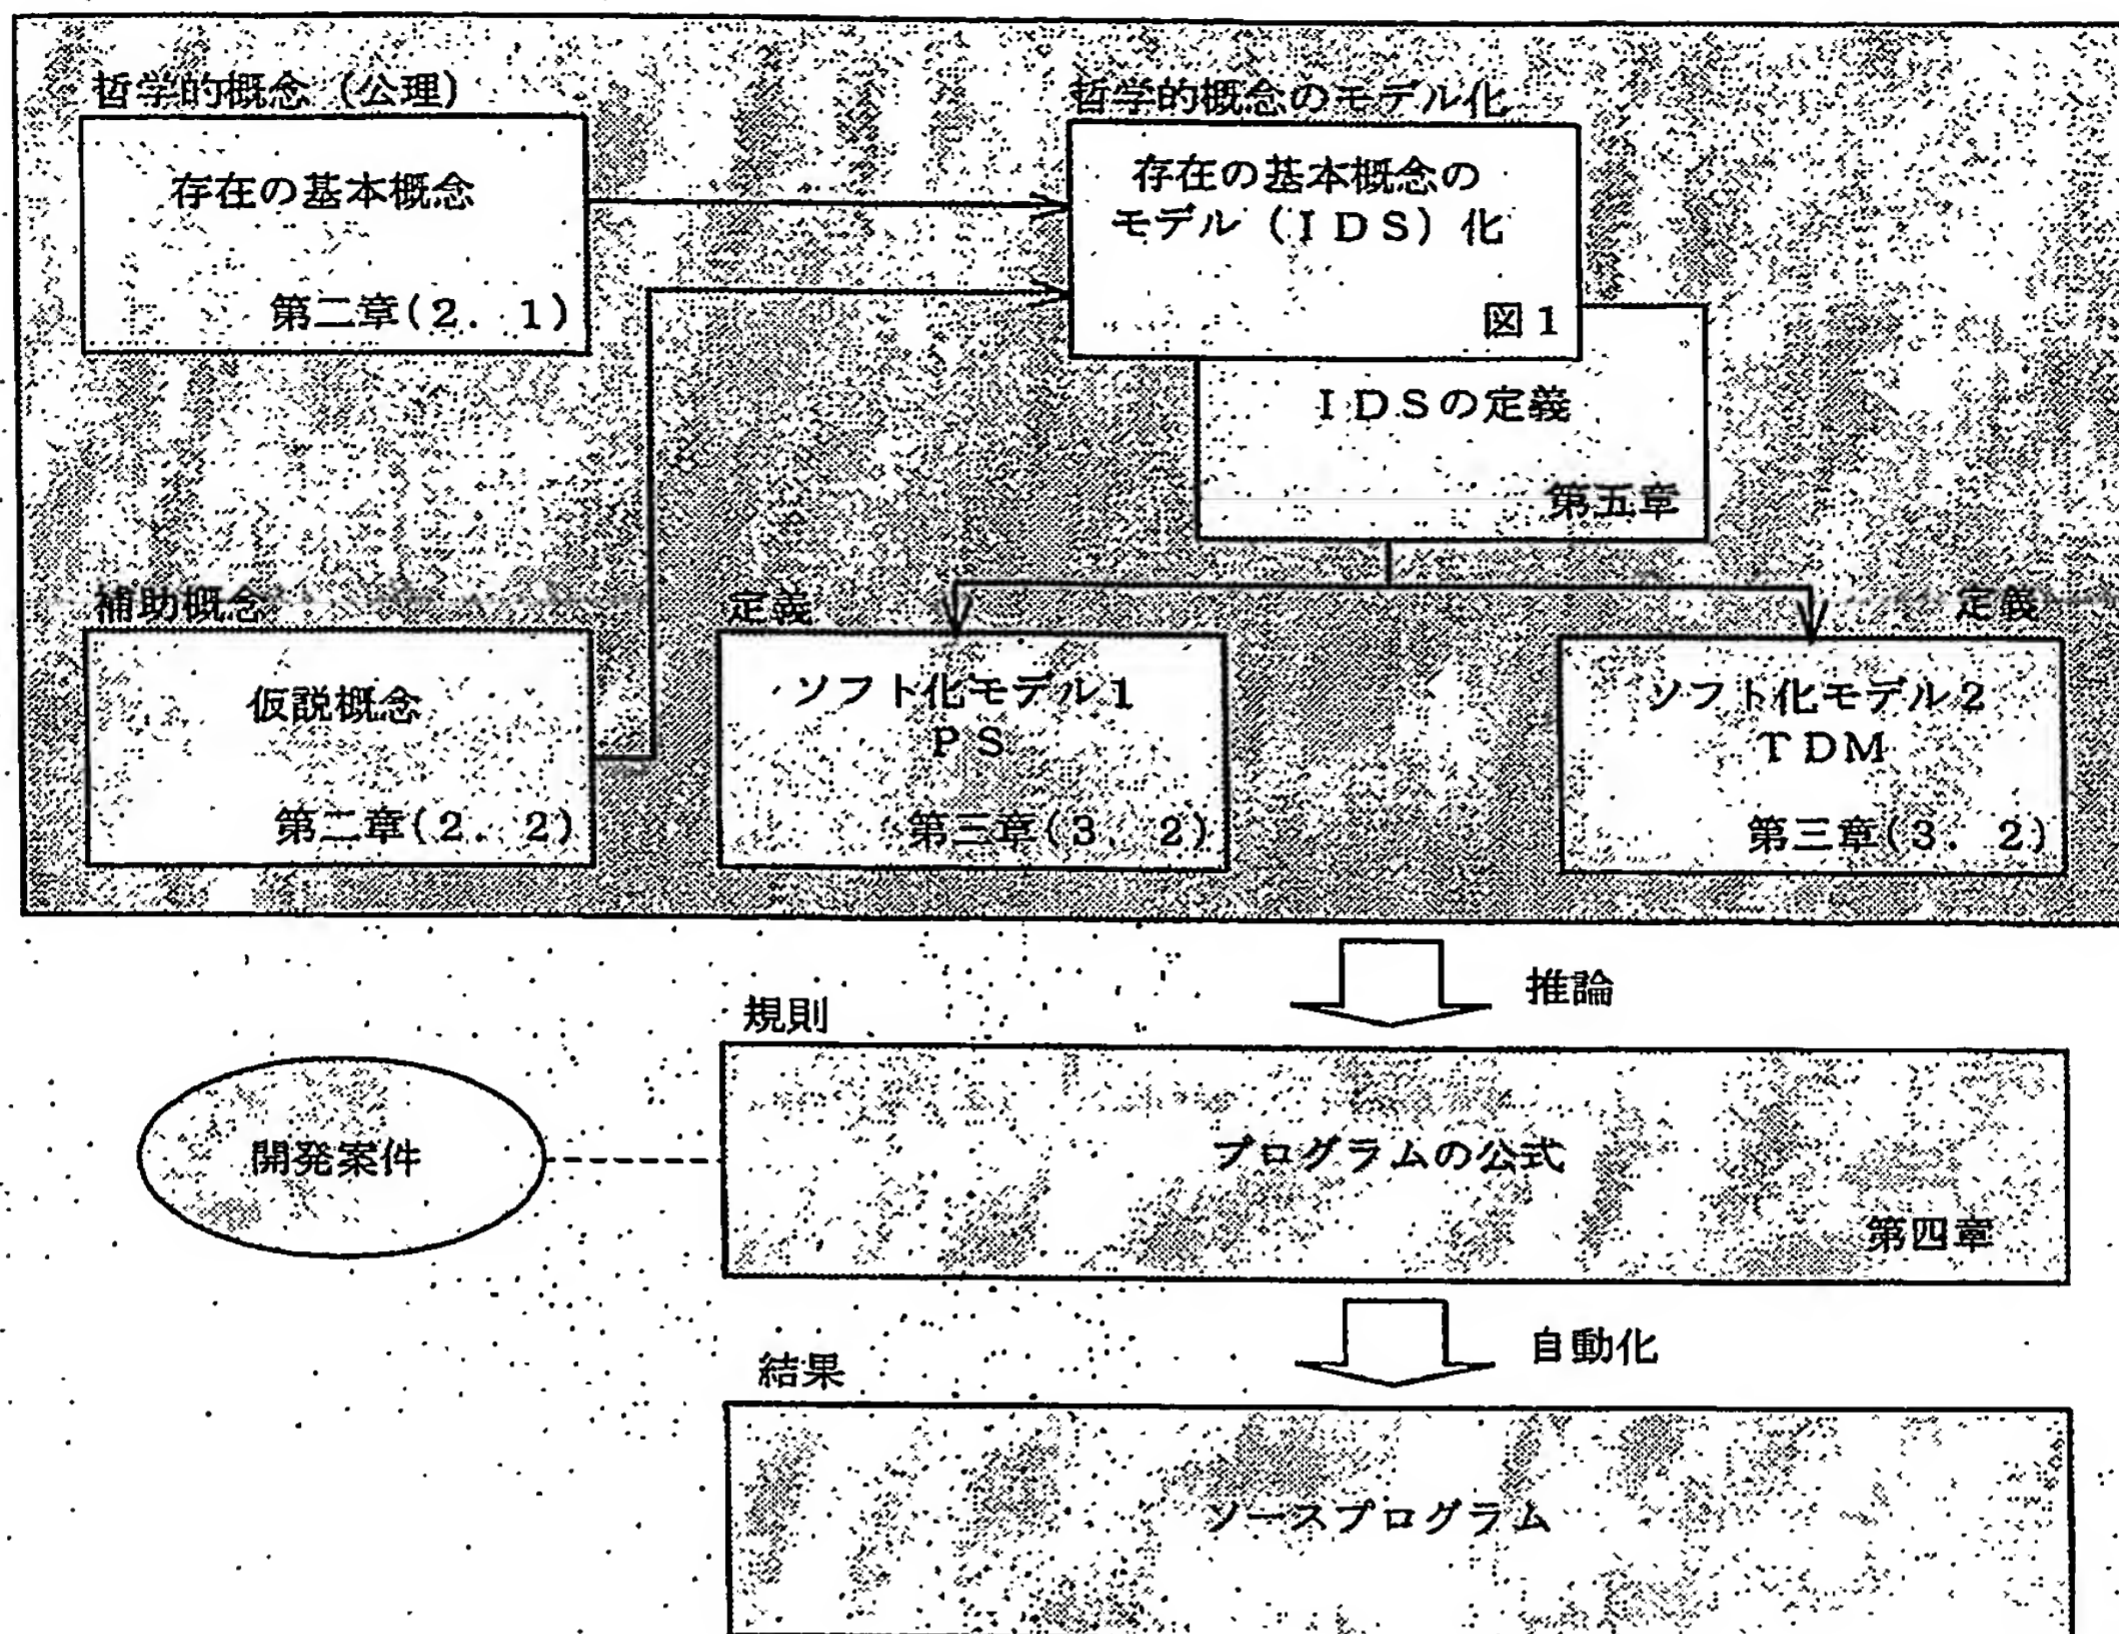 哲学的概念（公理）
存在の基本概念
第二章(2．1)
哲学的概念のモデル化
存在の基本概念の
モデル（ＩＤＳ）化
図1
ＩＤＳの定義
第五章
補助概念
仮説概念
第二章(2．2)
定義
ソフト化モデル1
ＰＳ
第三章(3．2)
定義
ソフト化モデル2
ＴＤＭ
第三章(3．2)
推論
規則
開発案件
プログラムの公式
第四章
自動化
結果
ソースプログラム